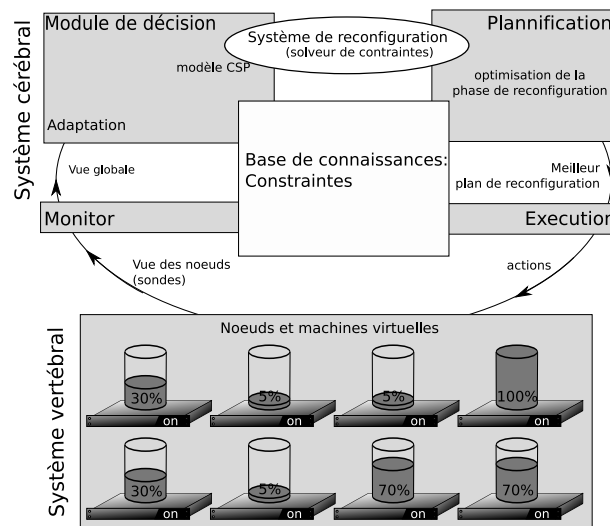 Système cérébral
Module de décision
modèle CSP
Adaptation
Système de reconfiguration
(solveur de contraintes)
Plannification
optimisation de la
phase de reconfiguration
Base de connaissances:
Constraintes
Vue globale
Meilleur
plan de reconfiguration
Monitor
Execution
Vue des noeuds
(sondes)
actions
Système vertébral
Noeuds et machines virtuelles
30%
5%
5%
100%
on
on
on
on
30%
5%
70%
70%
on
on
on
on